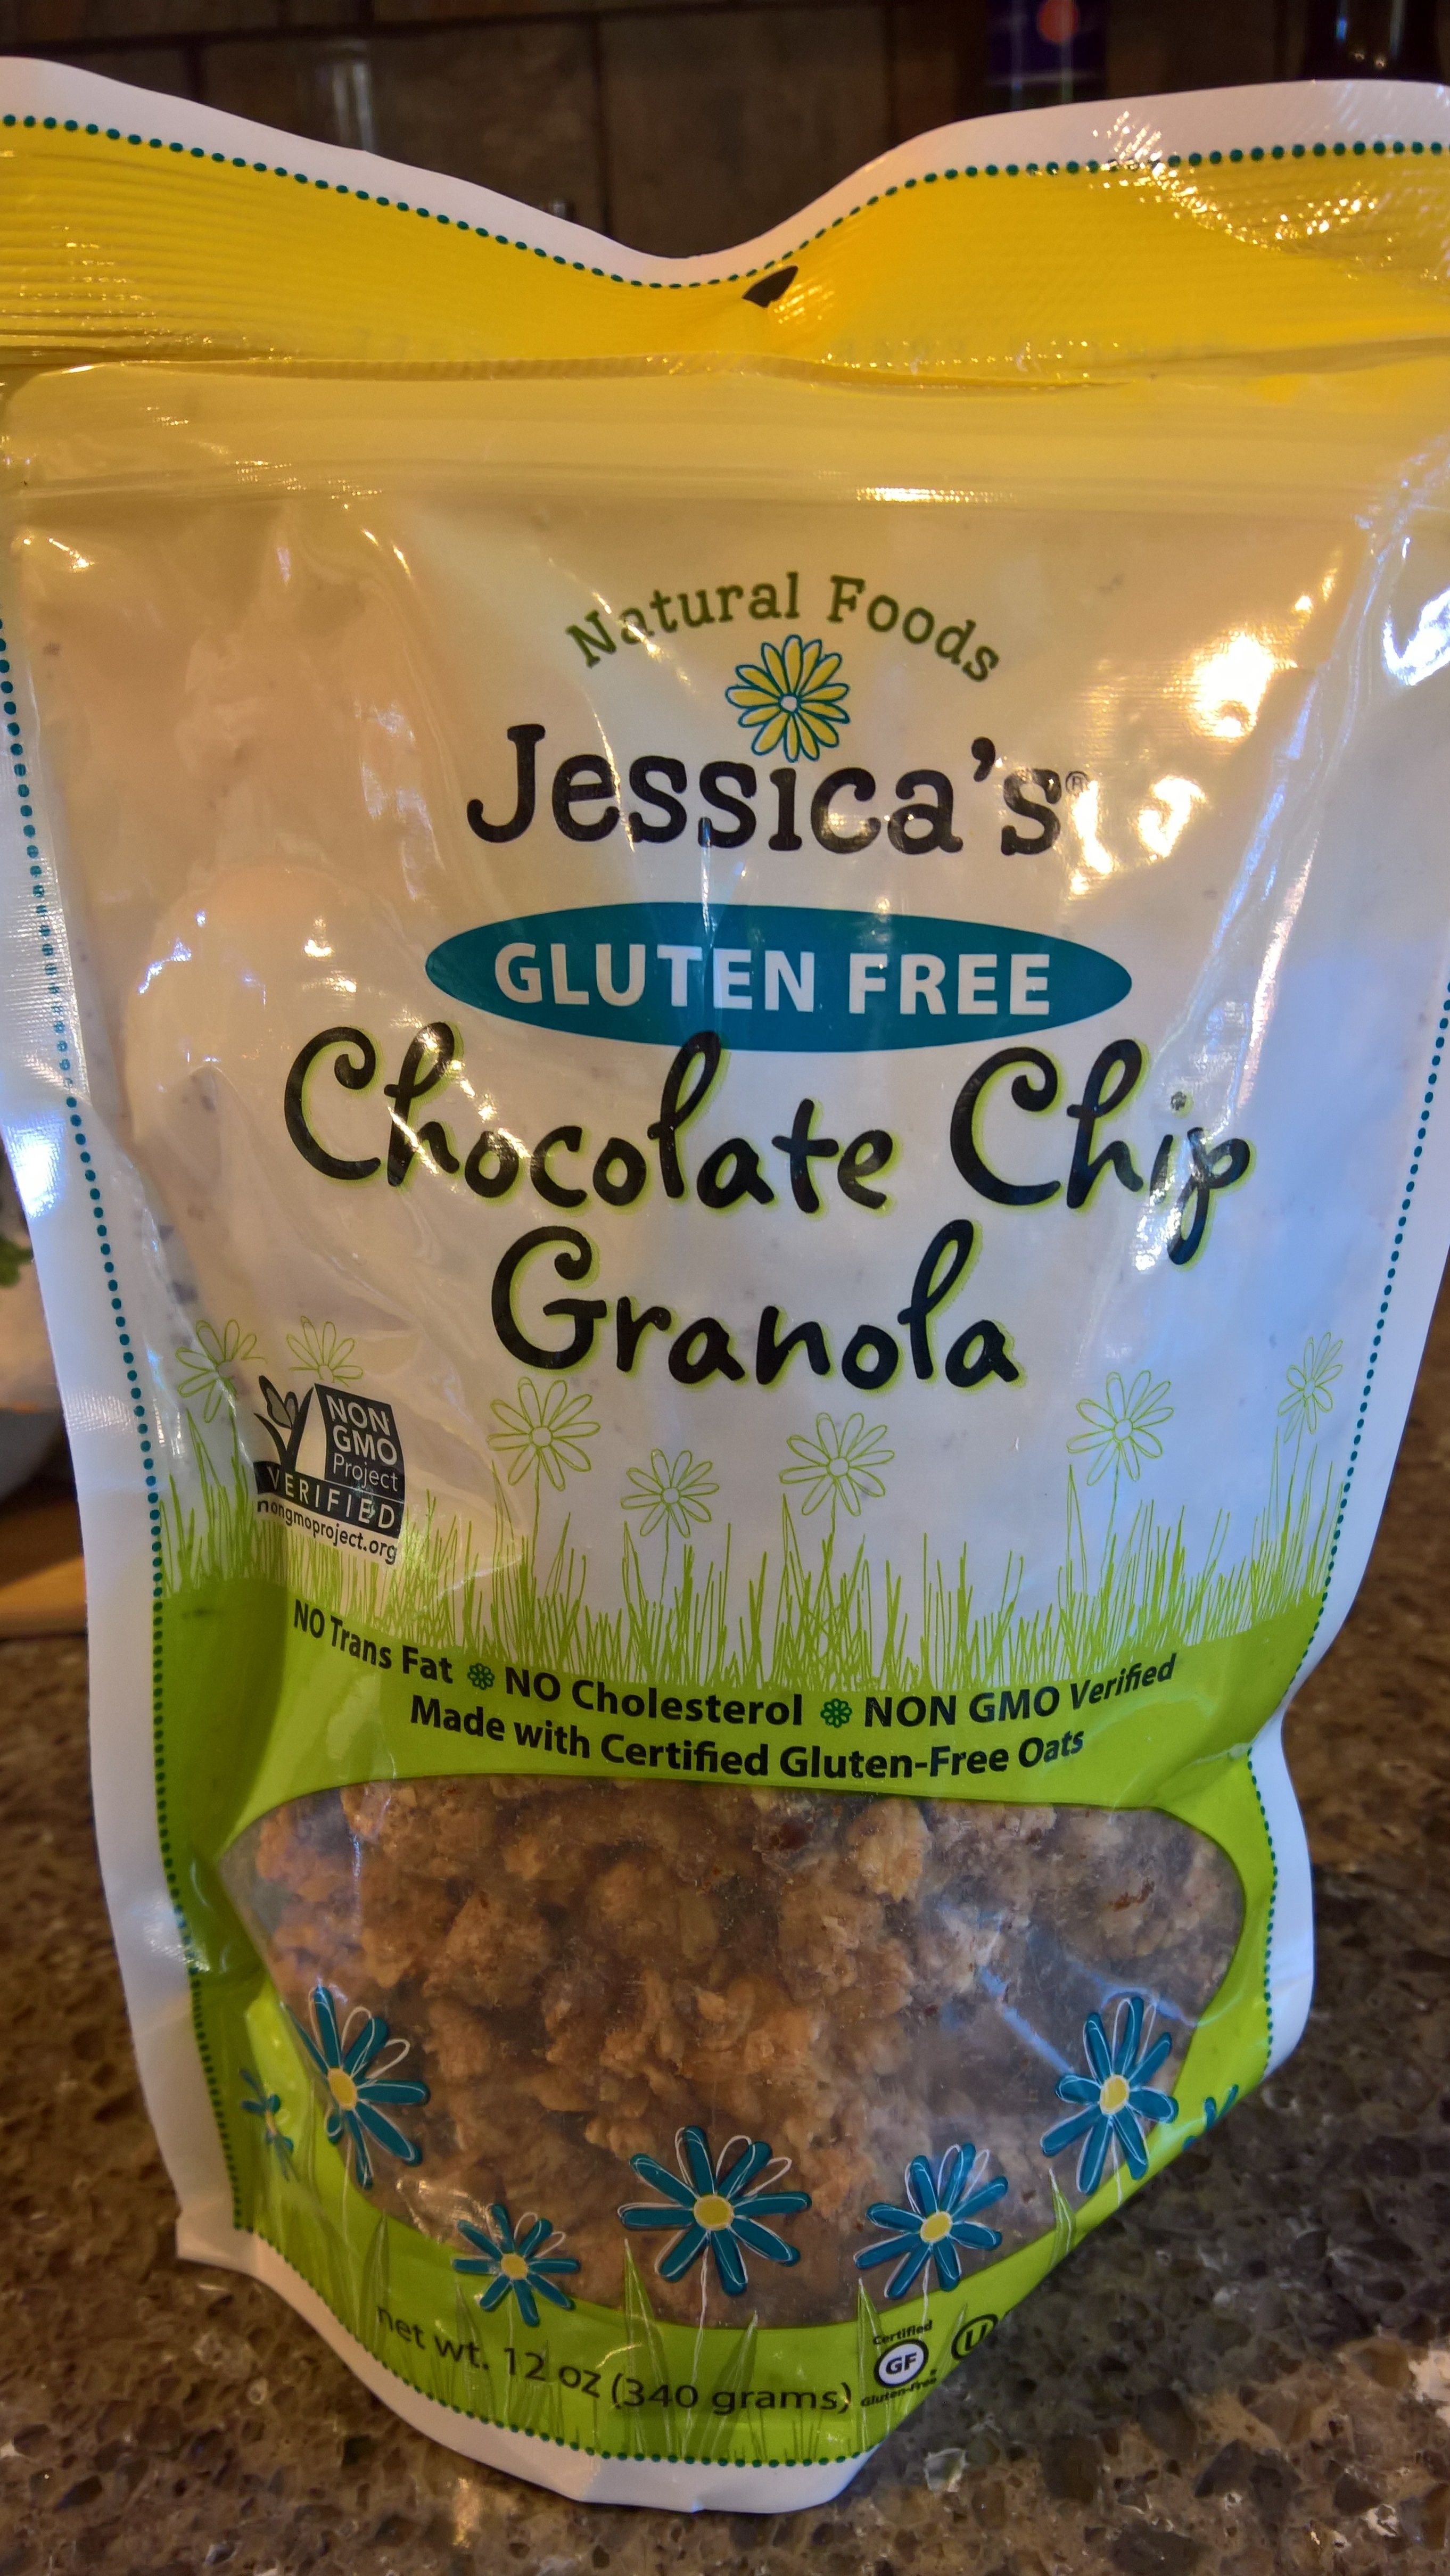 Natural Foods
Jessica's®
GLUTEN FREE
Chocolate Chip
Granola
NON
GMO
Project
VERIFIED
nongmoproject.org
NO Trans Fat NO Cholesterol NON GMO Verified
Made with Certified Gluten-Free Oats
net wt. 12 oz (340 grams)
Certified
GF
Gluten-Free
U